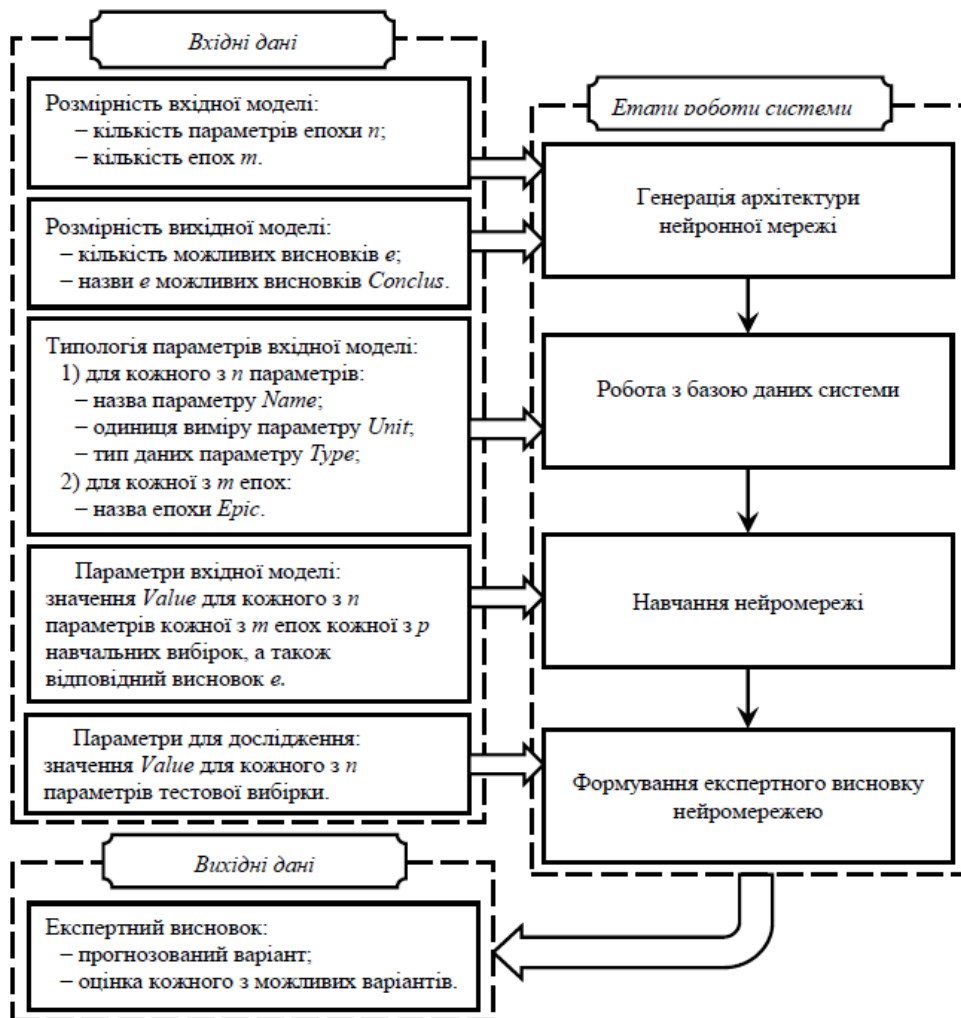 Вхідні дані
Розмірність вхідної моделі:
– кількість параметрів епохи n;
– кількість епох m.
Розмірність вихідної моделі:
– кількість можливих висновків e;
– назви e можливих висновків Conclus.
Типологія параметрів вхідної моделі:
1) для кожного з n параметрів:
– назва параметру Name;
– одиниця виміру параметру Unit;
– тип даних параметру Type;
2) для кожної з m епох:
– назва епохи Epic.
Параметри вхідної моделі:
значення Value для кожного з n
параметрів кожної з m епох кожної з p
навчальних вибірок, а також
відповідний висновок e.
Параметри для дослідження:
значення Value для кожного з n
параметрів тестової вибірки.
Етапи роботи системи
Генерація архітектури
нейронної мережі
Робота з базою даних системи
Навчання нейромережі
Формування експертного висновку
нейромережею
Вихідні дані
Експертний висновок:
– прогнозований варіант;
– оцінка кожного з можливих варіантів.